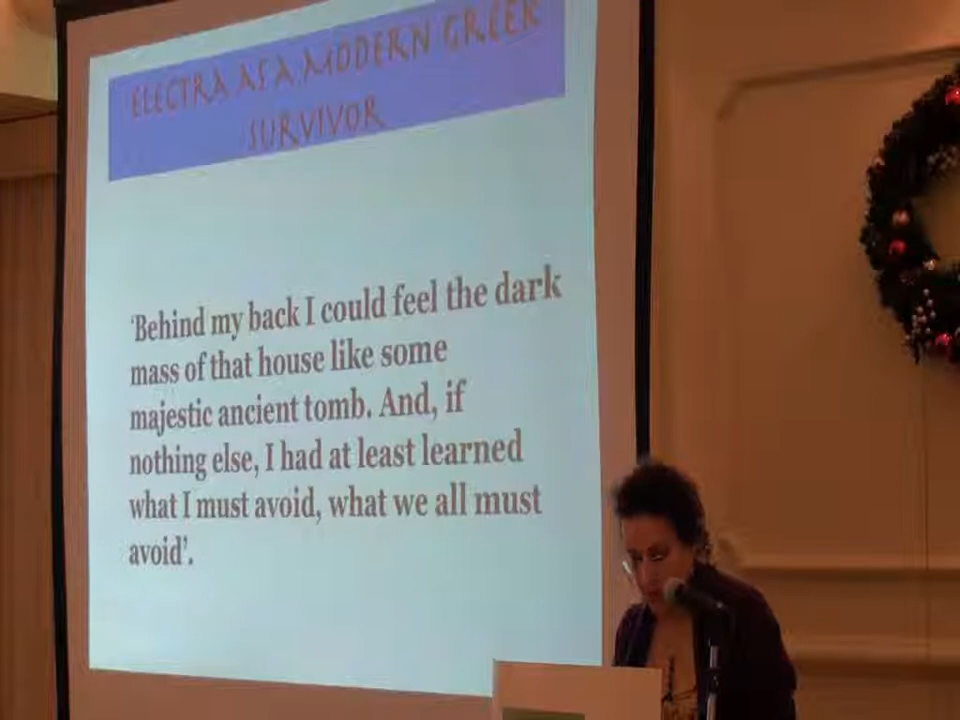 ELECTRA AS A MODERN GREEK
SURVIVOR
‘Behind my back I could feel the dark
mass of that house like some
majestic ancient tomb. And, if
nothing else, I had at least learned
what I must avoid, what we all must
avoid’.